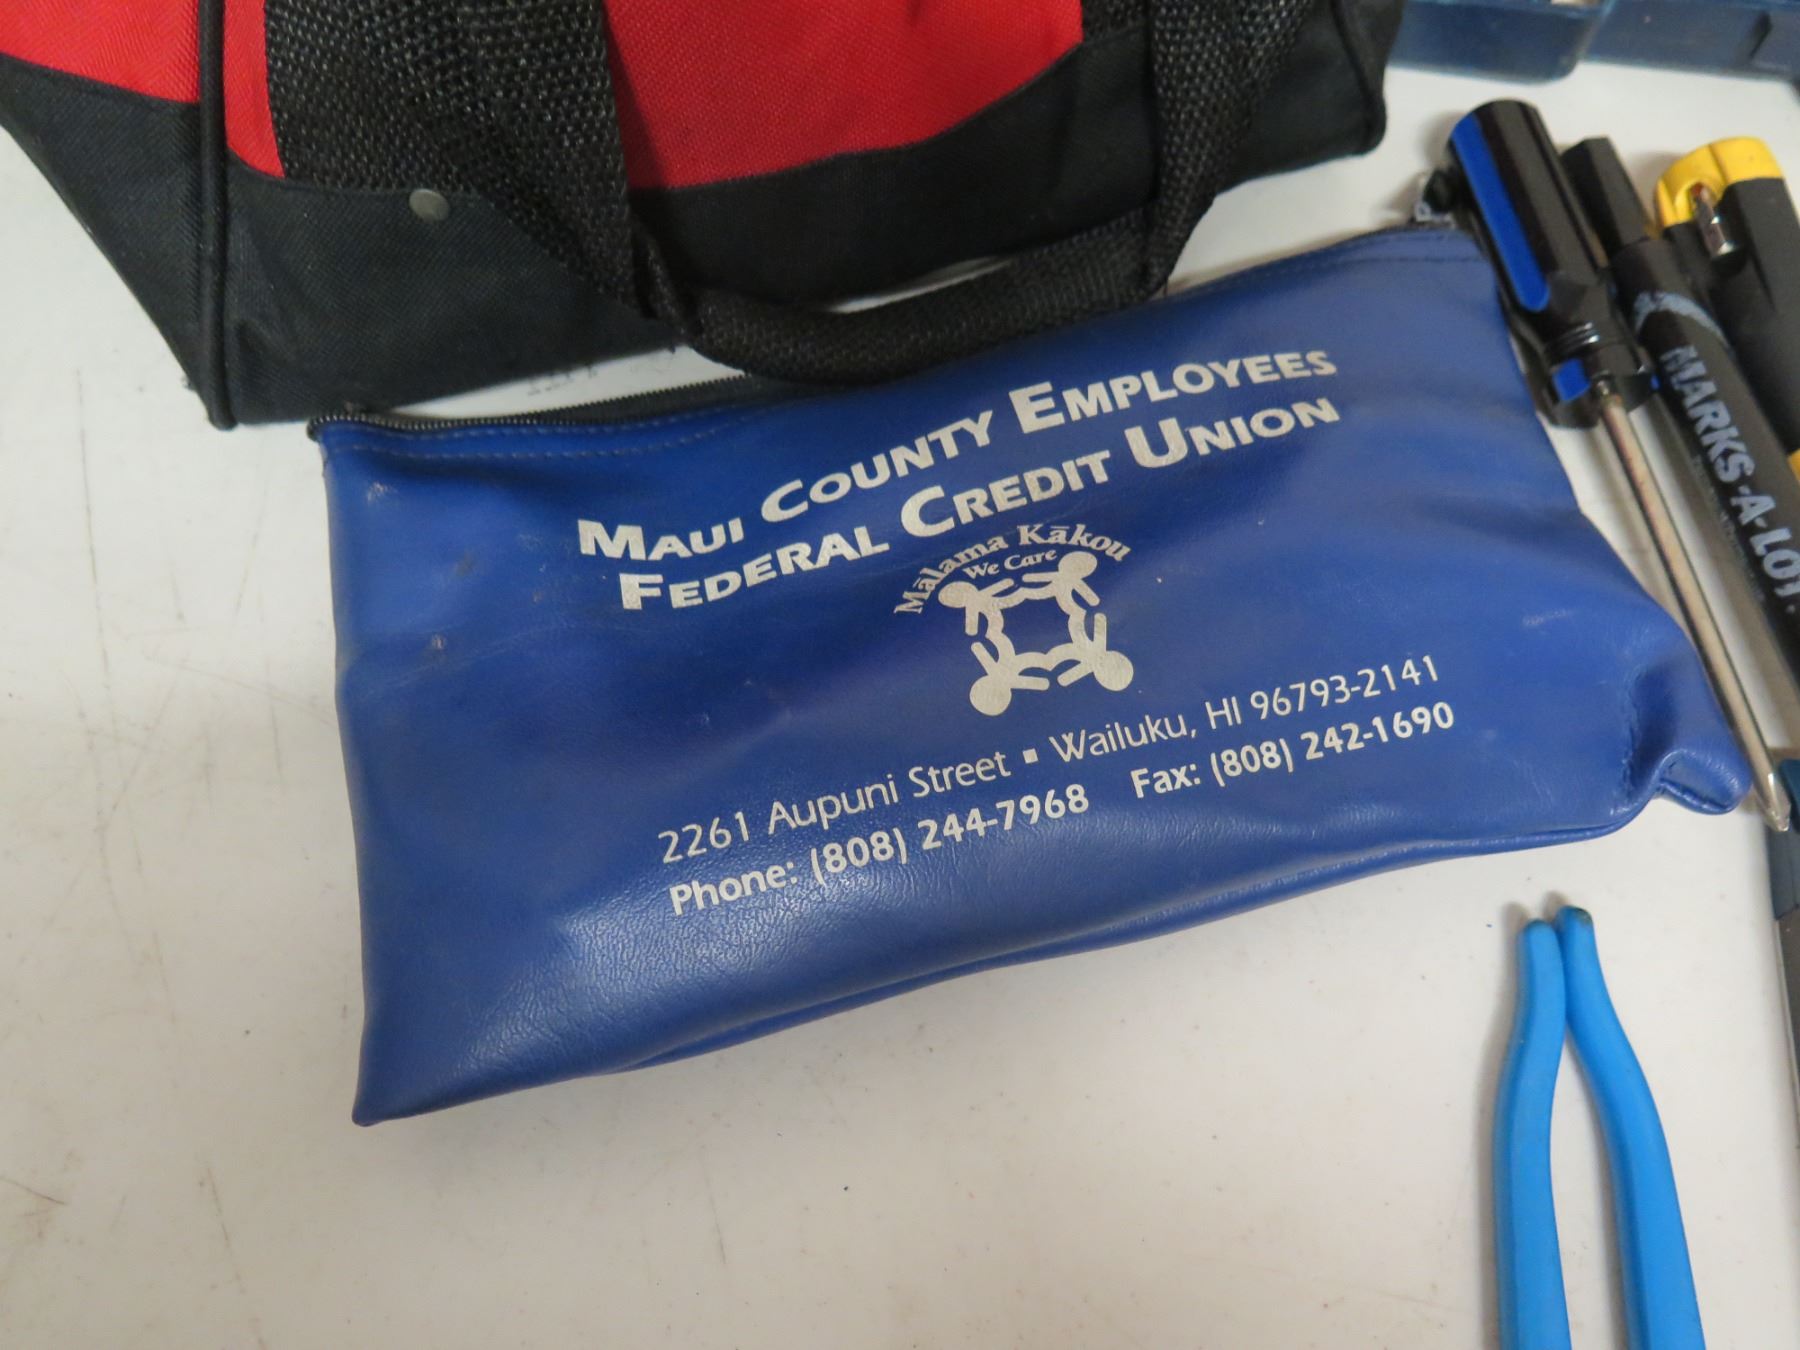 MAUI COUNTY EMPLOYEES
FEDERAL CREDIT UNION
Mālama Kākou
We Care
2261 Aupuni Street ▪ Wailuku, HI 96793-2141
Phone: (808) 244-7968 Fax: (808) 242-1690
MARKS-A-LOT